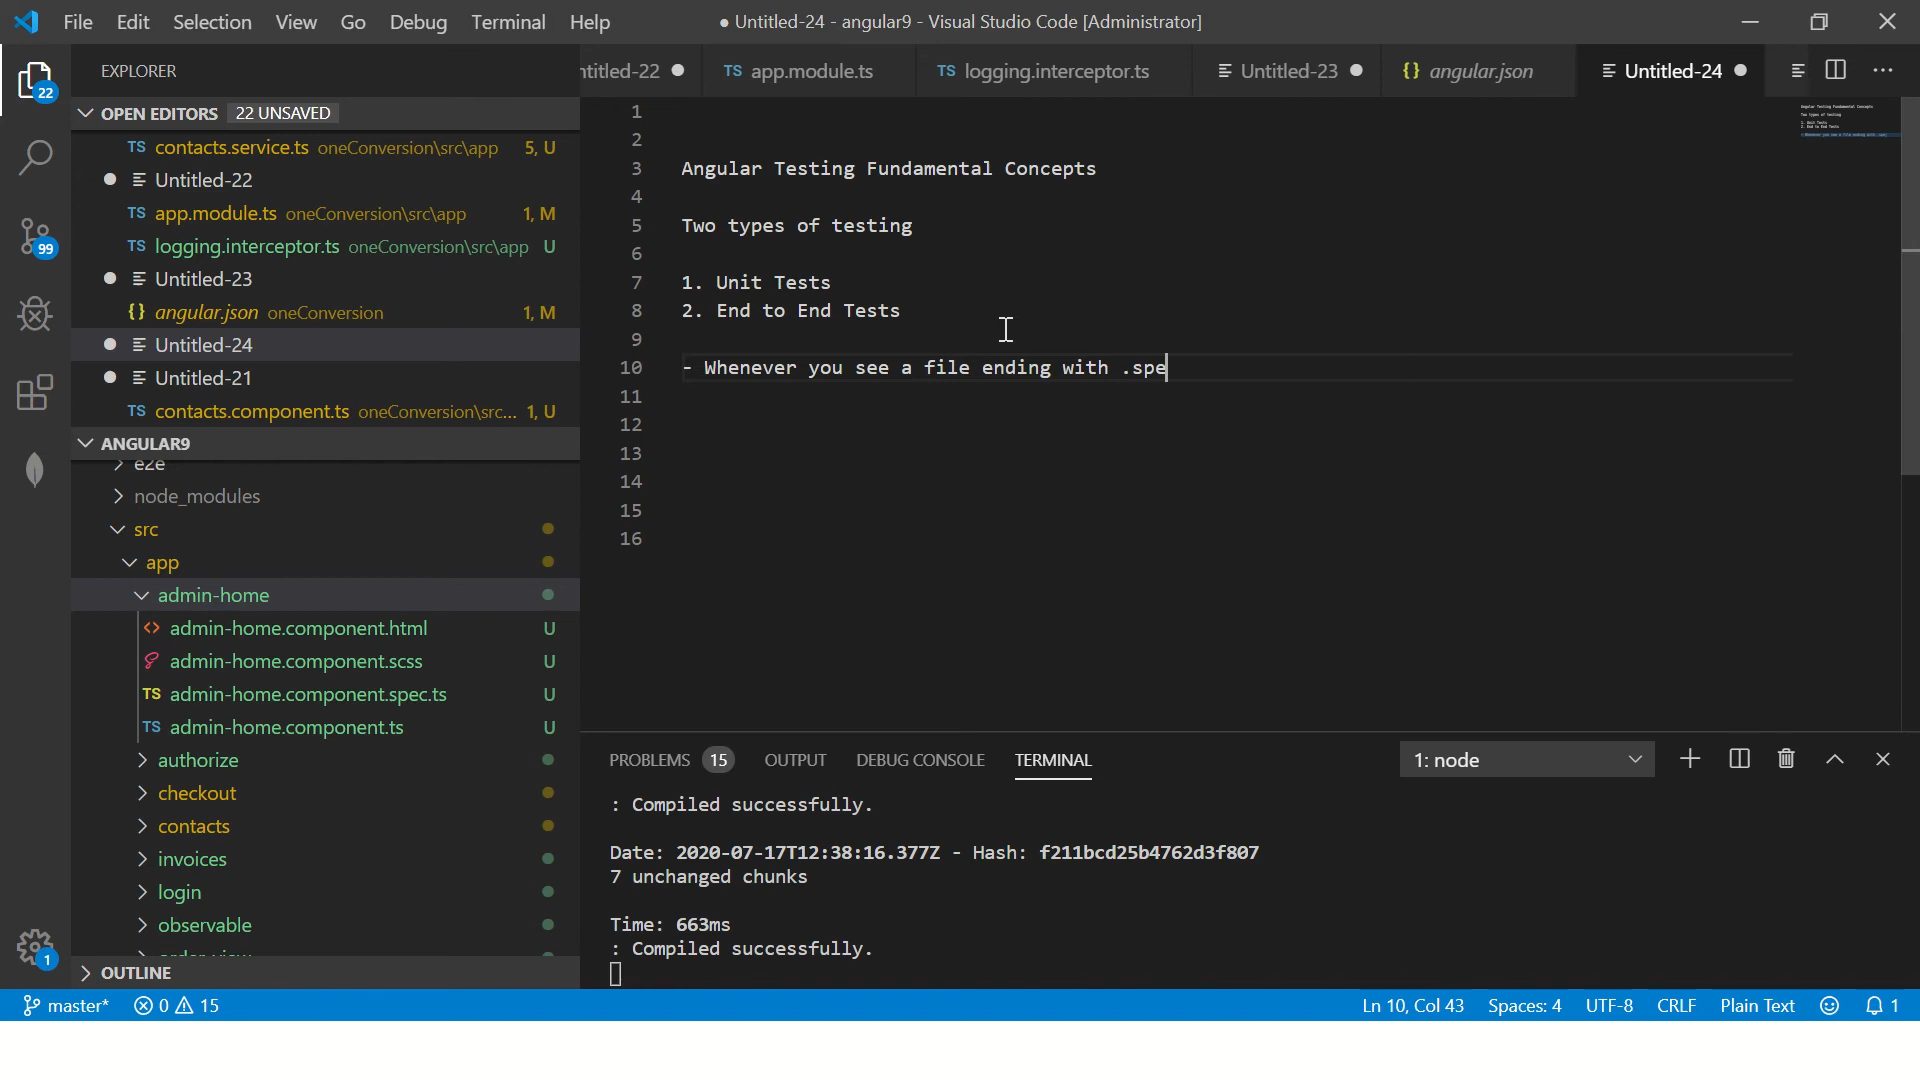 File Edit Selection View Go Debug Terminal Help
● Untitled-24 - angular9 - Visual Studio Code [Administrator]
EXPLORER
OPEN EDITORS 22 UNSAVED
TS contacts.service.ts oneConversion\src\app 5, U
Untitled-22
TS app.module.ts oneConversion\src\app 1, M
TS logging.interceptor.ts oneConversion\src\app U
Untitled-23
{} angular.json oneConversion 1, M
Untitled-24
Untitled-21
TS contacts.component.ts oneConversion\src... 1, U
ANGULAR9
e2e
node_modules
src
app
admin-home
<> admin-home.component.html U
admin-home.component.scss U
TS admin-home.component.spec.ts U
TS admin-home.component.ts U
authorize
checkout
contacts
invoices
login
observable
OUTLINE
22
99
1
ntitled-22 TS app.module.ts TS logging.interceptor.ts Untitled-23 {} angular.json Untitled-24
1
2
3 Angular Testing Fundamental Concepts
4
5 Two types of testing
6
7 1. Unit Tests
8 2. End to End Tests
9
10 - Whenever you see a file ending with .spe
11
12
13
14
15
16
PROBLEMS 15 OUTPUT DEBUG CONSOLE TERMINAL 1: node
: Compiled successfully.
Date: 2020-07-17T12:38:16.377Z - Hash: f211bcd25b4762d3f807
7 unchanged chunks
Time: 663ms
: Compiled successfully.
master* 0 15 Ln 10, Col 43 Spaces: 4 UTF-8 CRLF Plain Text 1